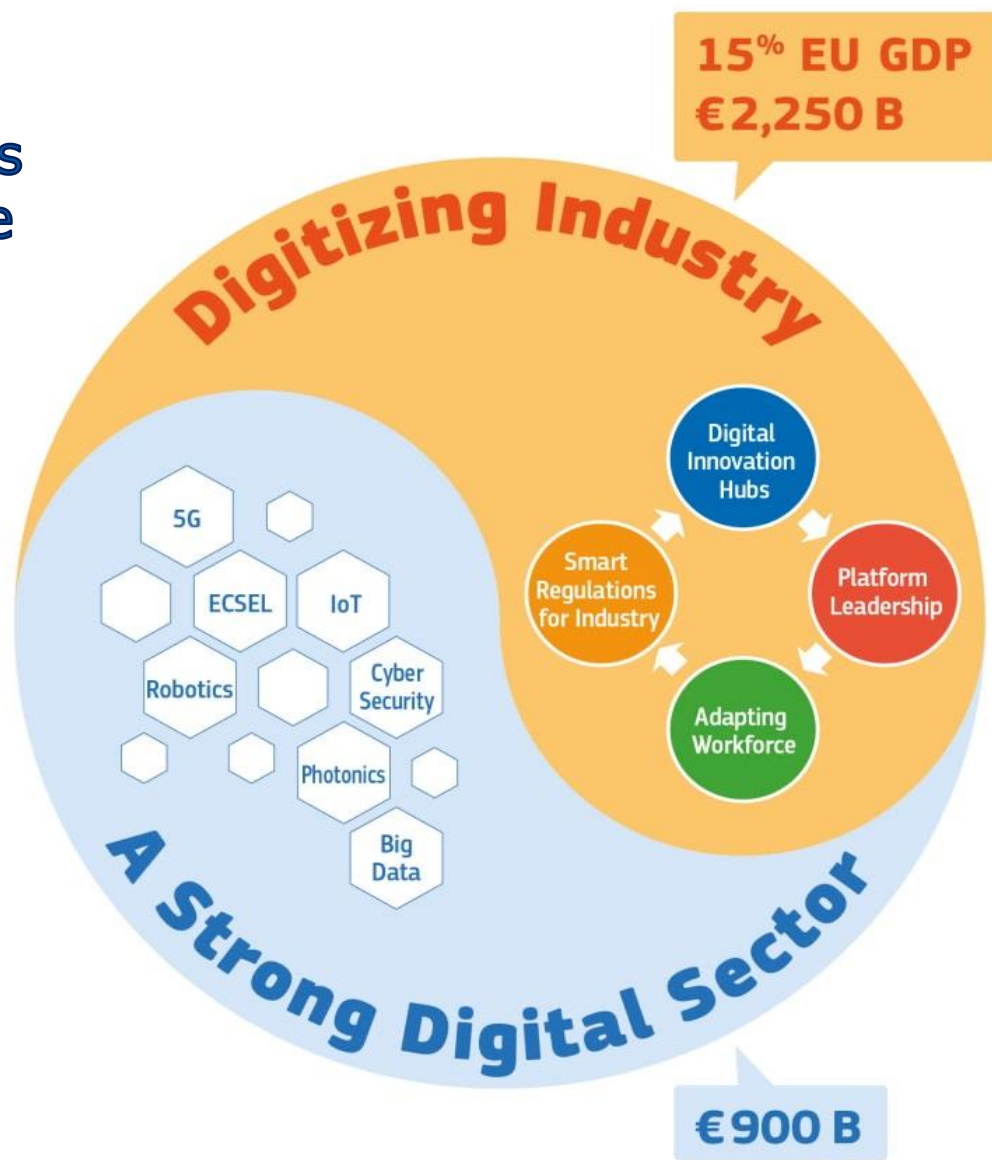 15% EU GDP
€2,250 B
Digitizing Industry
Digital
Innovation
Hubs
Smart
Regulations
for Industry
Platform
Leadership
Adapting
Workforce
5G
ECSEL
IoT
Robotics
Cyber
Security
Photonics
Big
Data
A Strong Digital Sector
€900 B